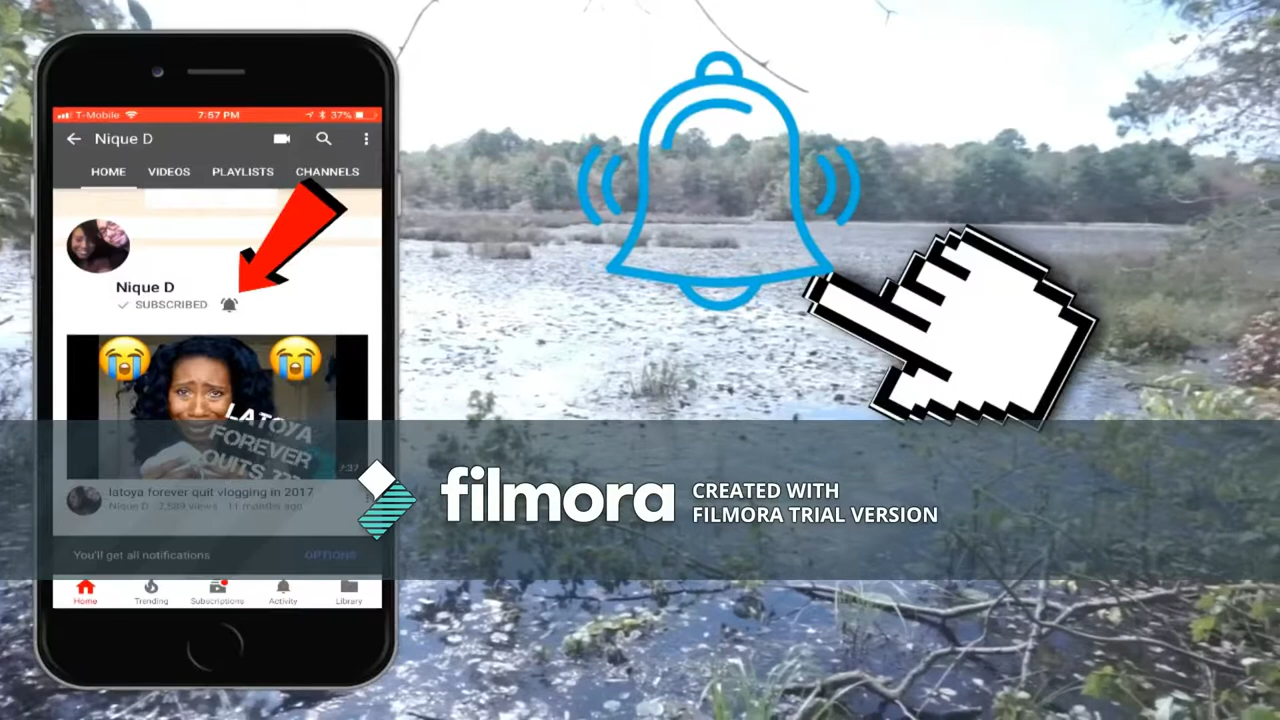 T-Mobile 7:57 PM 37%
Nique D
HOME VIDEOS PLAYLISTS CHANNELS
Nique D
SUBSCRIBED
LATOYA
FOREVER
QUITS ???
7:37
latoya forever quit vlogging in 2017
Nique D · 2,589 views · 11 months ago
You'll get all notifications OPTIONS
Home Trending Subscriptions Activity Library
filmora
CREATED WITH
FILMORA TRIAL VERSION